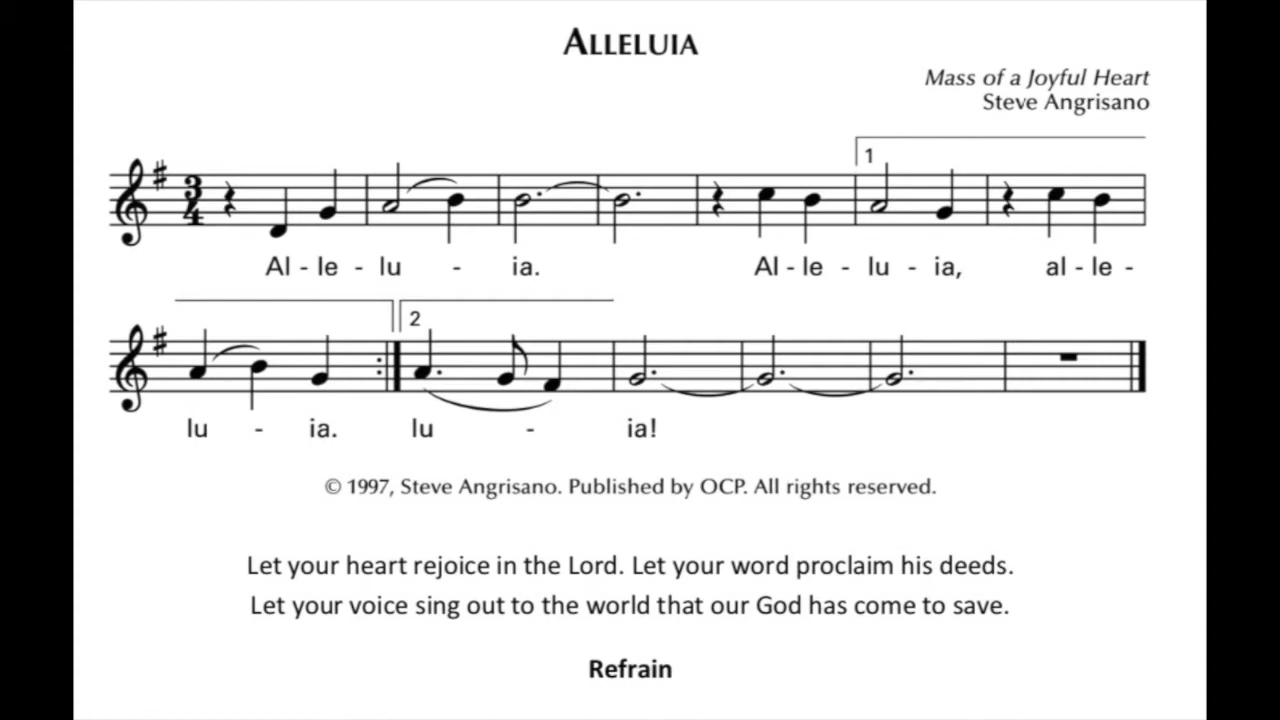 ALLELUIA
Mass of a Joyful Heart
Steve Angrisano
1
3
4
Al - le - lu - ia. Al - le - lu - ia, al - le -
2
lu - ia. lu - ia!
© 1997, Steve Angrisano. Published by OCP. All rights reserved.
Let your heart rejoice in the Lord. Let your word proclaim his deeds.
Let your voice sing out to the world that our God has come to save.
Refrain